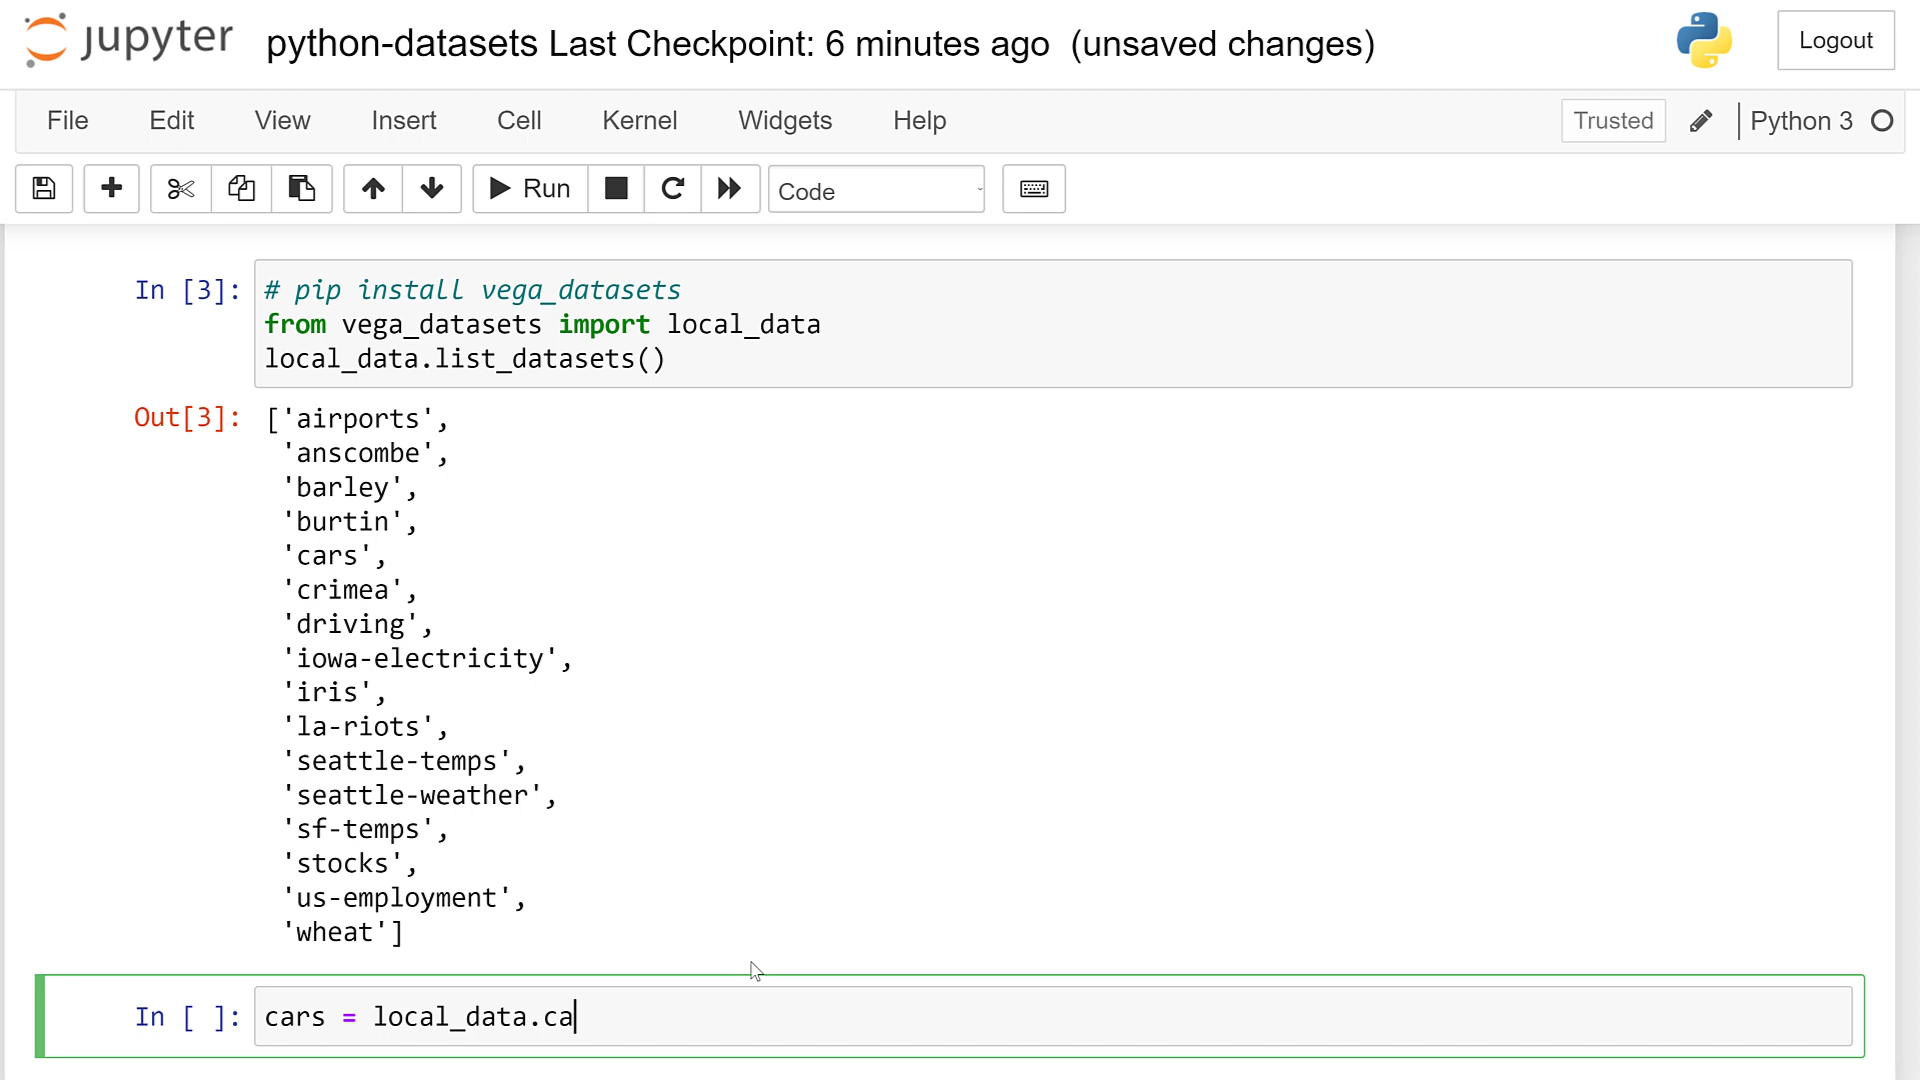 jupyter python-datasets Last Checkpoint: 6 minutes ago (unsaved changes) Logout
File Edit View Insert Cell Kernel Widgets Help Trusted Python 3
Run Code
In [3]: # pip install vega_datasets
from vega_datasets import local_data
local_data.list_datasets()
Out[3]: ['airports',
'anscombe',
'barley',
'burtin',
'cars',
'crimea',
'driving',
'iowa-electricity',
'iris',
'la-riots',
'seattle-temps',
'seattle-weather',
'sf-temps',
'stocks',
'us-employment',
'wheat']
In [ ]: cars = local_data.ca